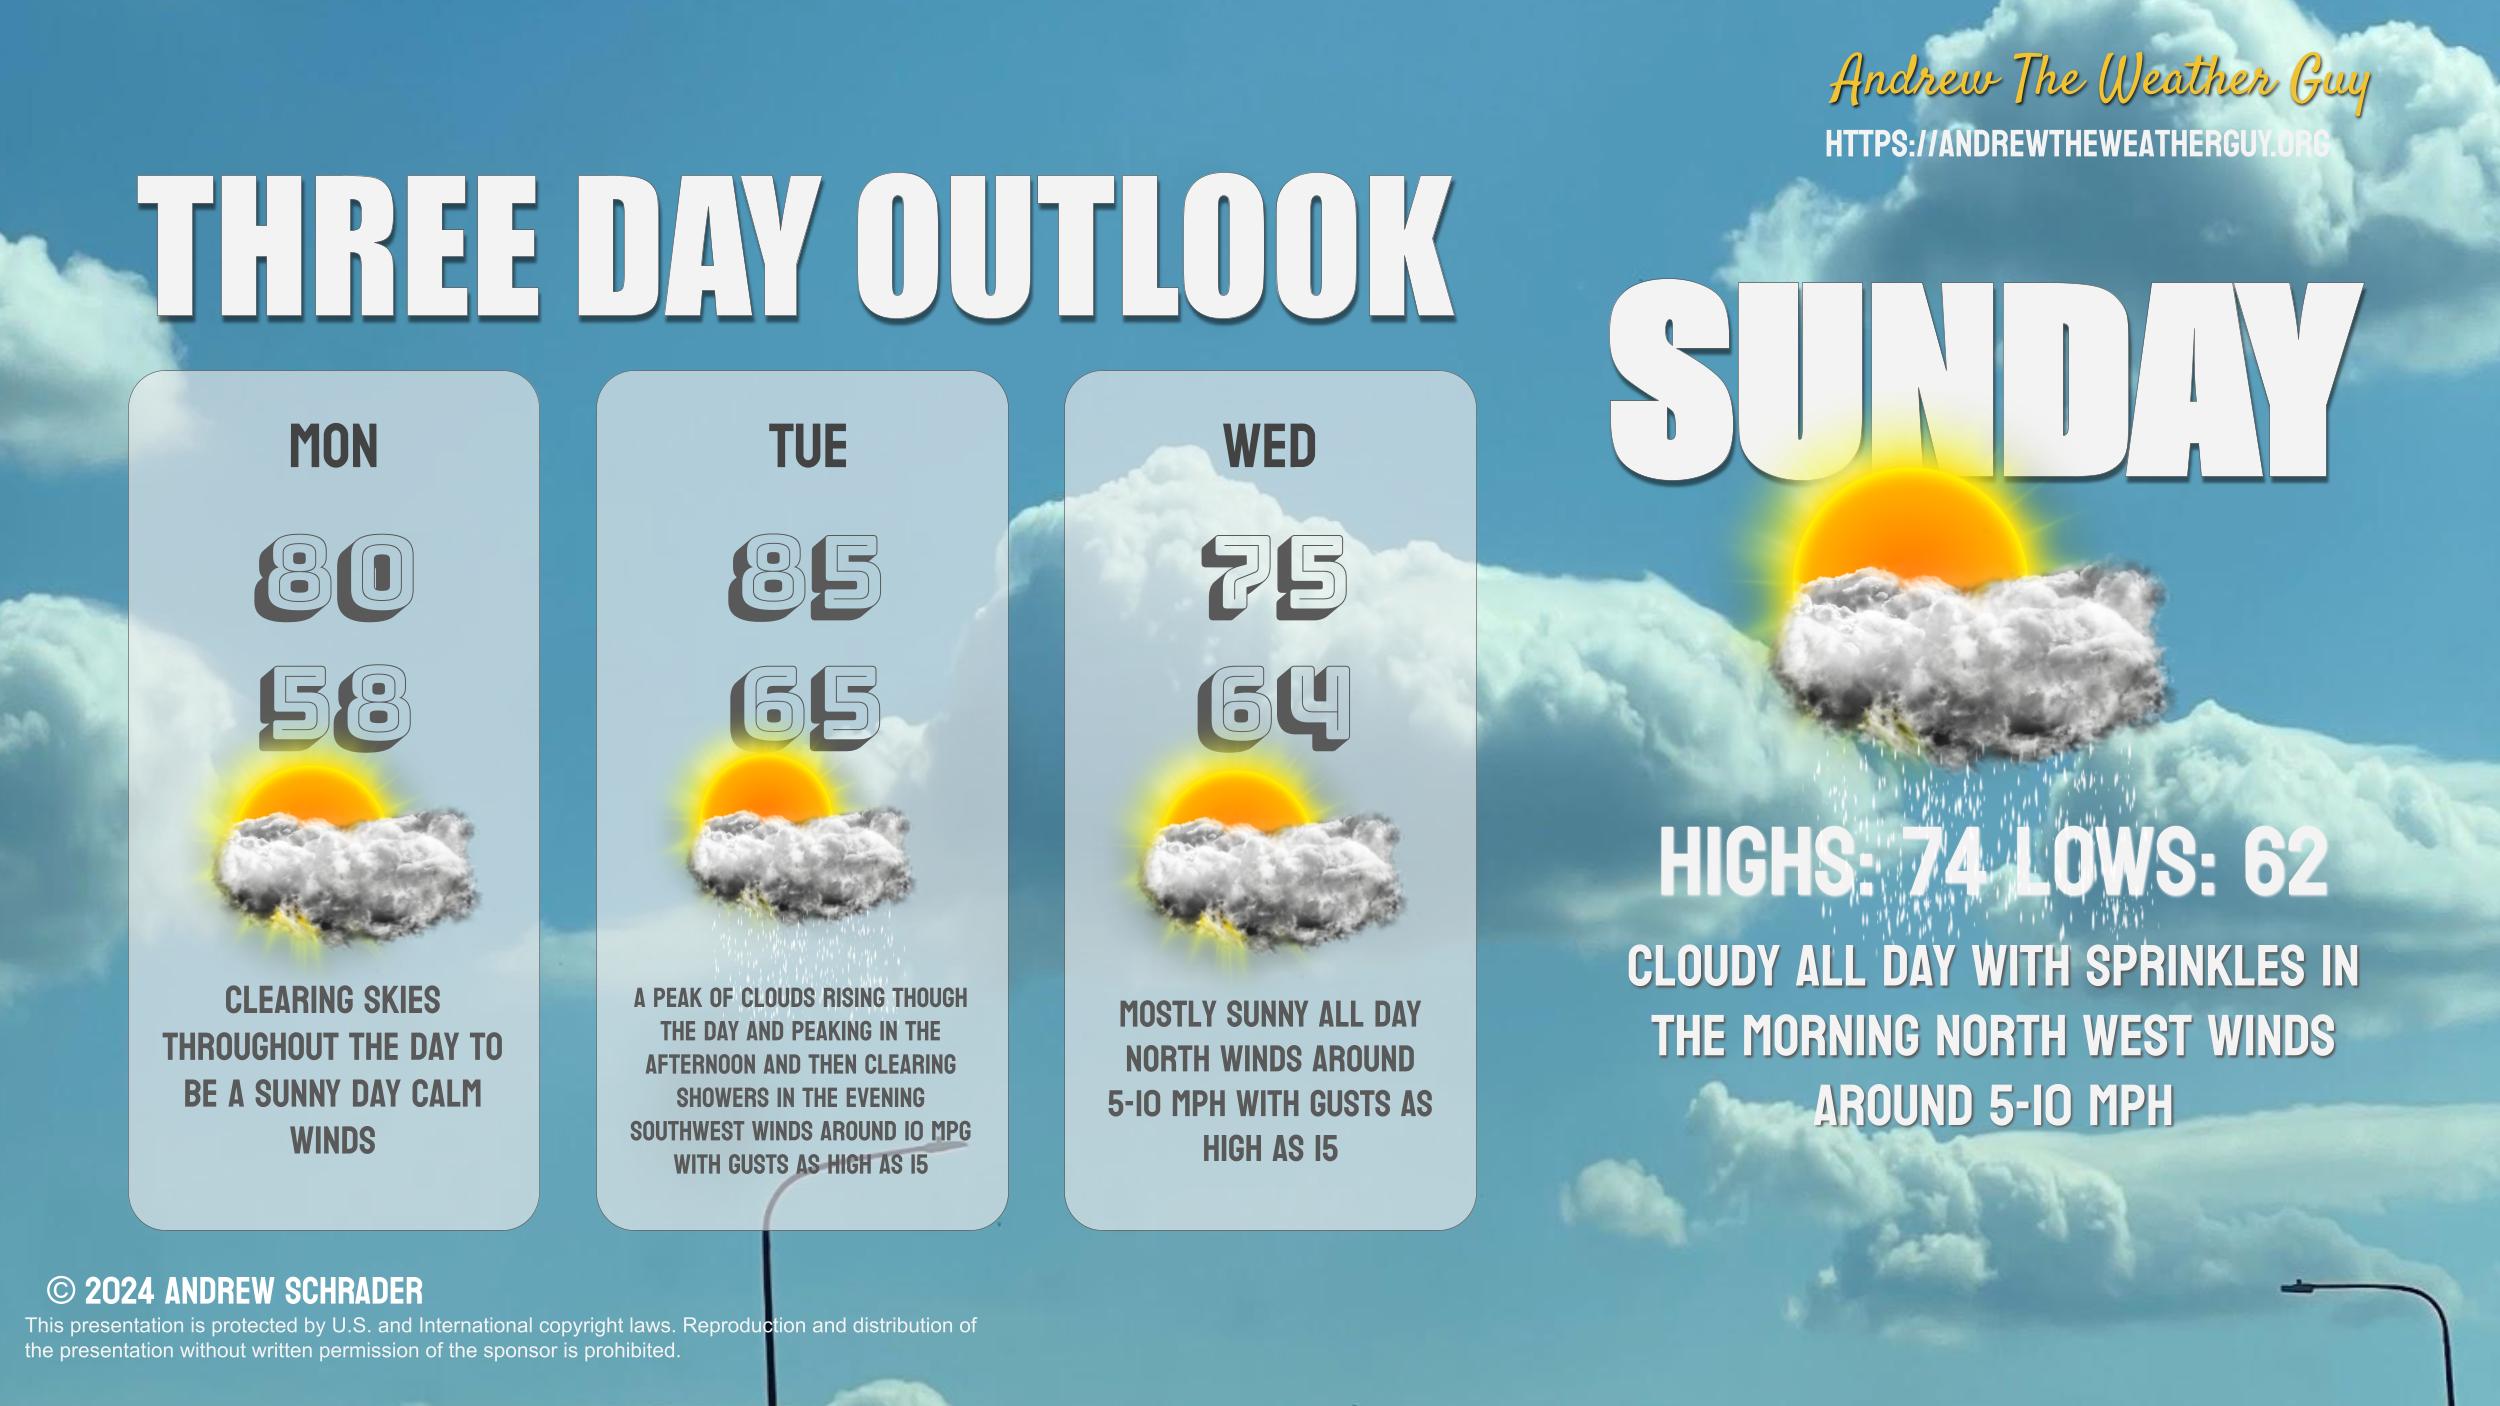 Andrew The Weather Guy
HTTPS://ANDREWTHEWEATHERGUY.ORG
THREE DAY OUTLOOK
MON
80
58
CLEARING SKIES
THROUGHOUT THE DAY TO
BE A SUNNY DAY CALM
WINDS
TUE
85
65
A PEAK OF CLOUDS RISING THOUGH
THE DAY AND PEAKING IN THE
AFTERNOON AND THEN CLEARING
SHOWERS IN THE EVENING
SOUTHWEST WINDS AROUND 10 MPG
WITH GUSTS AS HIGH AS 15
WED
75
64
MOSTLY SUNNY ALL DAY
NORTH WINDS AROUND
5-10 MPH WITH GUSTS AS
HIGH AS 15
SUNDAY
HIGHS: 74 LOWS: 62
CLOUDY ALL DAY WITH SPRINKLES IN
THE MORNING NORTH WEST WINDS
AROUND 5-10 MPH
© 2024 ANDREW SCHRADER
This presentation is protected by U.S. and International copyright laws. Reproduction and distribution of
the presentation without written permission of the sponsor is prohibited.